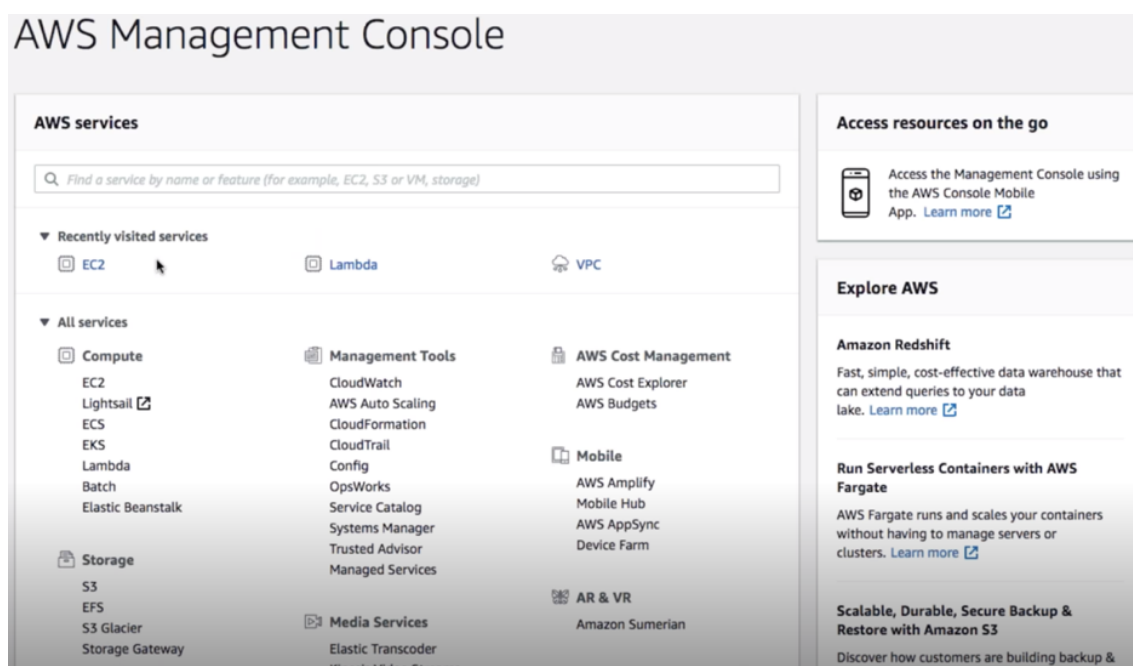 AWS Management Console
AWS services
Find a service by name or feature (for example, EC2, S3 or VM, storage)
Recently visited services
EC2
Lambda
VPC
All services
Compute
EC2
Lightsail
ECS
EKS
Lambda
Batch
Elastic Beanstalk
Storage
S3
EFS
S3 Glacier
Storage Gateway
Management Tools
CloudWatch
AWS Auto Scaling
CloudFormation
CloudTrail
Config
OpsWorks
Service Catalog
Systems Manager
Trusted Advisor
Managed Services
Media Services
Elastic Transcoder
AWS Cost Management
AWS Cost Explorer
AWS Budgets
Mobile
AWS Amplify
Mobile Hub
AWS AppSync
Device Farm
AR & VR
Amazon Sumerian
Access resources on the go
Access the Management Console using
the AWS Console Mobile
App. Learn more
Explore AWS
Amazon Redshift
Fast, simple, cost-effective data warehouse that
can extend queries to your data
lake. Learn more
Run Serverless Containers with AWS
Fargate
AWS Fargate runs and scales your containers
without having to manage servers or
clusters. Learn more
Scalable, Durable, Secure Backup &
Restore with Amazon S3
Discover how customers are building backup &